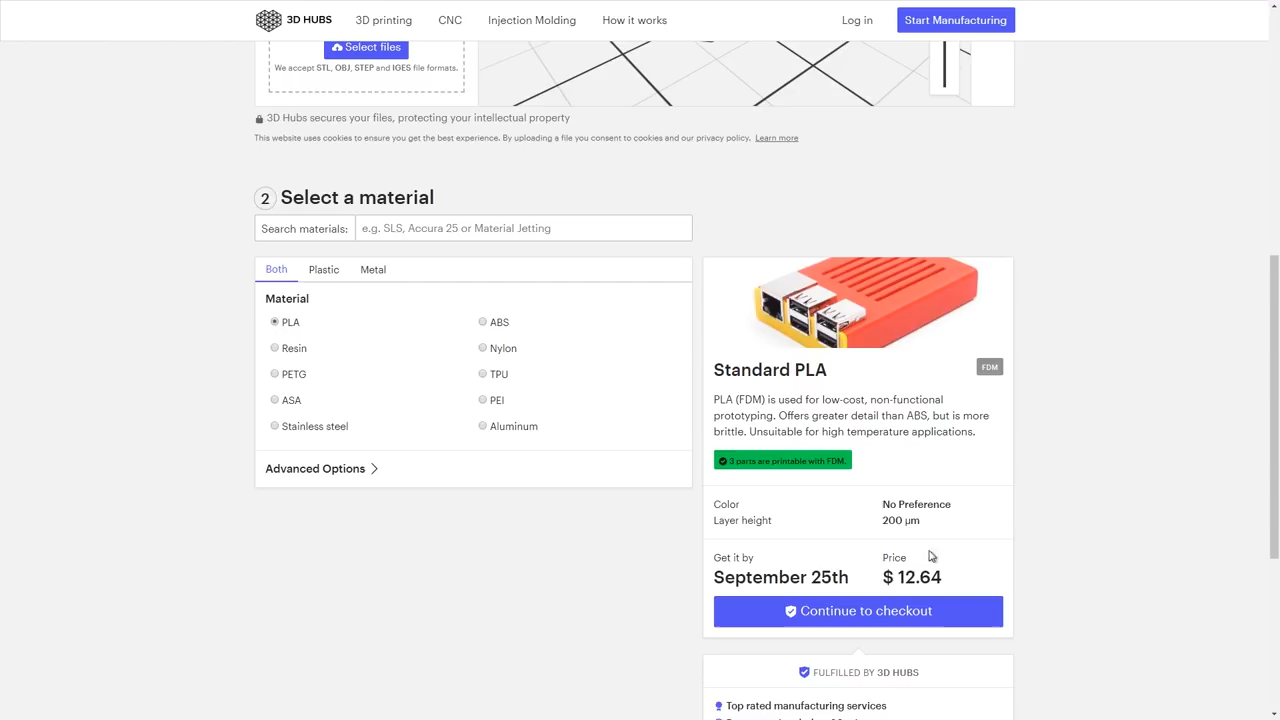 3D HUBS
3D printing
CNC
Injection Molding
How it works
Log in
Start Manufacturing
Select files
We accept STL, OBJ, STEP and IGES file formats.
3D Hubs secures your files, protecting your intellectual property
This website uses cookies to ensure you get the best experience. By uploading a file you consent to cookies and our privacy policy. Learn more
2 Select a material
Search materials: e.g. SLS, Accura 25 or Material Jetting
Both Plastic Metal
Material
PLA ABS
Resin Nylon
PETG TPU
ASA PEI
Stainless steel Aluminum
Advanced Options
Standard PLA FDM
PLA (FDM) is used for low-cost, non-functional
prototyping. Offers greater detail than ABS, but is more
brittle. Unsuitable for high temperature applications.
3 parts are printable with FDM.
Color No Preference
Layer height 200 µm
Get it by Price
September 25th $ 12.64
Continue to checkout
FULFILLED BY 3D HUBS
Top rated manufacturing services